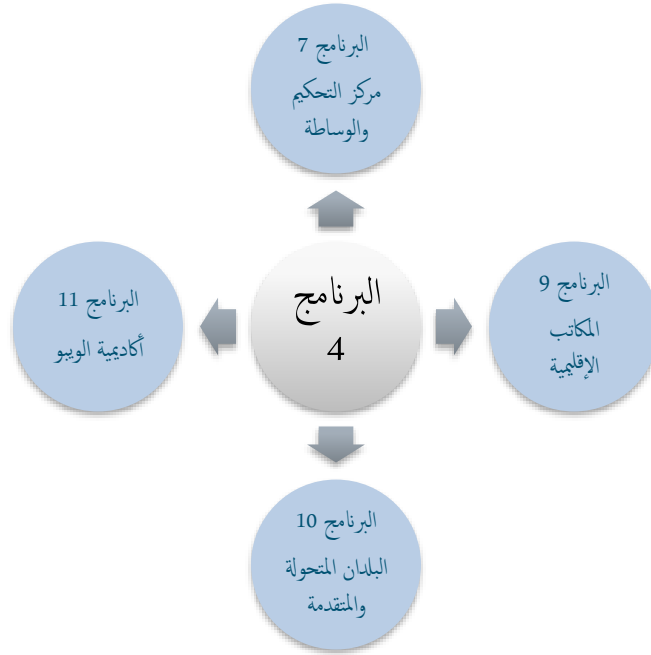 البرنامج 7
مركز التحكيم
والوساطة
البرنامج 9
المكاتب
الإقليمية
البرنامج
4
البرنامج 11
أكاديمية الويبو
البرنامج 10
البلدان المتحولة
والمتقدمة